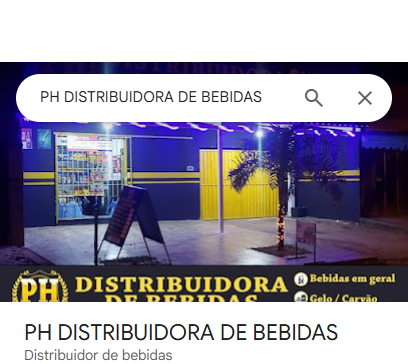 PH DISTRIBUIDORA DE BEBIDAS
PH
DISTRIBUIDORA
DE BEBIDAS
Bebidas em geral
Gelo / Carvão
PH DISTRIBUIDORA DE BEBIDAS
Distribuidor de bebidas